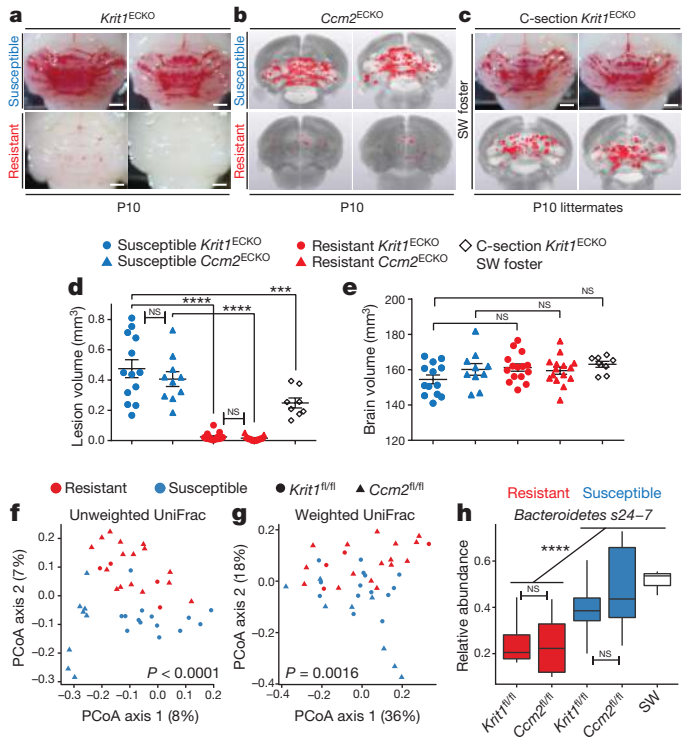 a
Krit1ECKO
Susceptible
Resistant
P10
b
Ccm2ECKO
Susceptible
Resistant
P10
c
C-section Krit1ECKO
SW foster
P10 littermates
Susceptible Krit1ECKO
Susceptible Ccm2ECKO
Resistant Krit1ECKO
Resistant Ccm2ECKO
C-section Krit1ECKO
SW foster
d
Lesion volume (mm3)
0.8
0.6
0.4
0.2
0.0
NS
****
****
NS
***
e
Brain volume (mm3)
200
180
160
140
120
NS
NS
NS
Resistant
Susceptible
Krit1fl/fl
Ccm2fl/fl
f
Unweighted UniFrac
PCoA axis 2 (7%)
0.2
0.1
0.0
−0.1
−0.2
−0.3
P < 0.0001
−0.3 −0.2 −0.1 0.0 0.1 0.2
PCoA axis 1 (8%)
g
Weighted UniFrac
PCoA axis 2 (18%)
0.2
0.0
−0.2
−0.4
P = 0.0016
−0.4 −0.2 0.0 0.2 0.4
PCoA axis 1 (36%)
h
Resistant Susceptible
Bacteroidetes s24–7
Relative abundance
0.6
0.4
0.2
****
NS
NS
Krit1fl/fl
Ccm2fl/fl
Krit1fl/fl
Ccm2fl/fl
SW